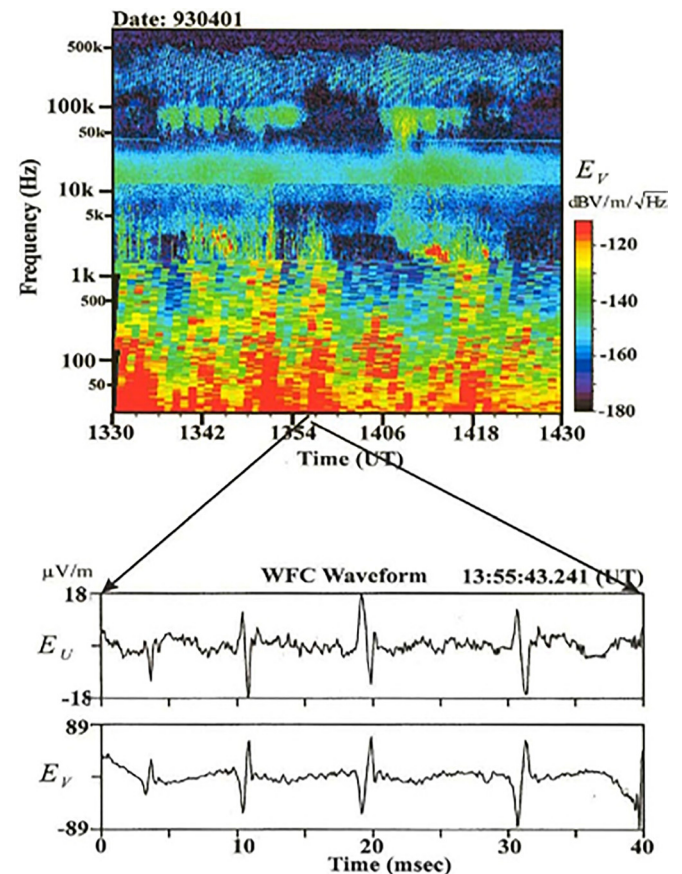 Date: 930401
500k
100k
50k
10k
5k
1k
500
100
50
Frequency (Hz)
1330 1342 1354 1406 1418 1430
Time (UT)
E_V
dBV/m/√Hz
-120
-140
-160
-180
μV/m WFC Waveform 13:55:43.241 (UT)
18
E_U
-18
89
E_V
-89
0 10 20 30 40
Time (msec)